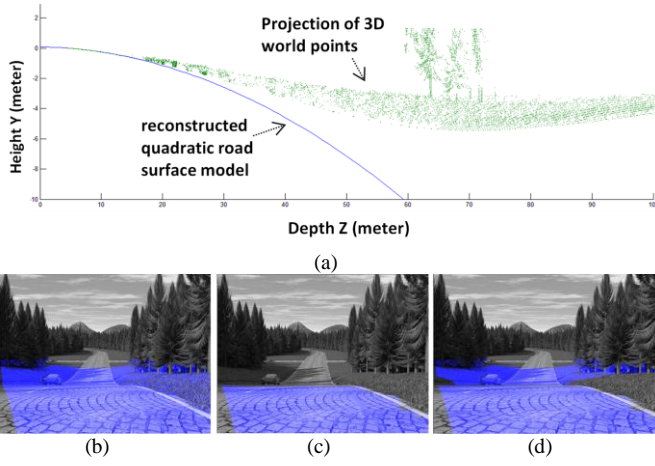 2
0
-2
-4
-6
-8
-10
Height Y (meter)
Projection of 3D
world points
reconstructed
quadratic road
surface model
0
10
20
30
40
50
60
70
80
90
100
Depth Z (meter)
(a)
(b)
(c)
(d)